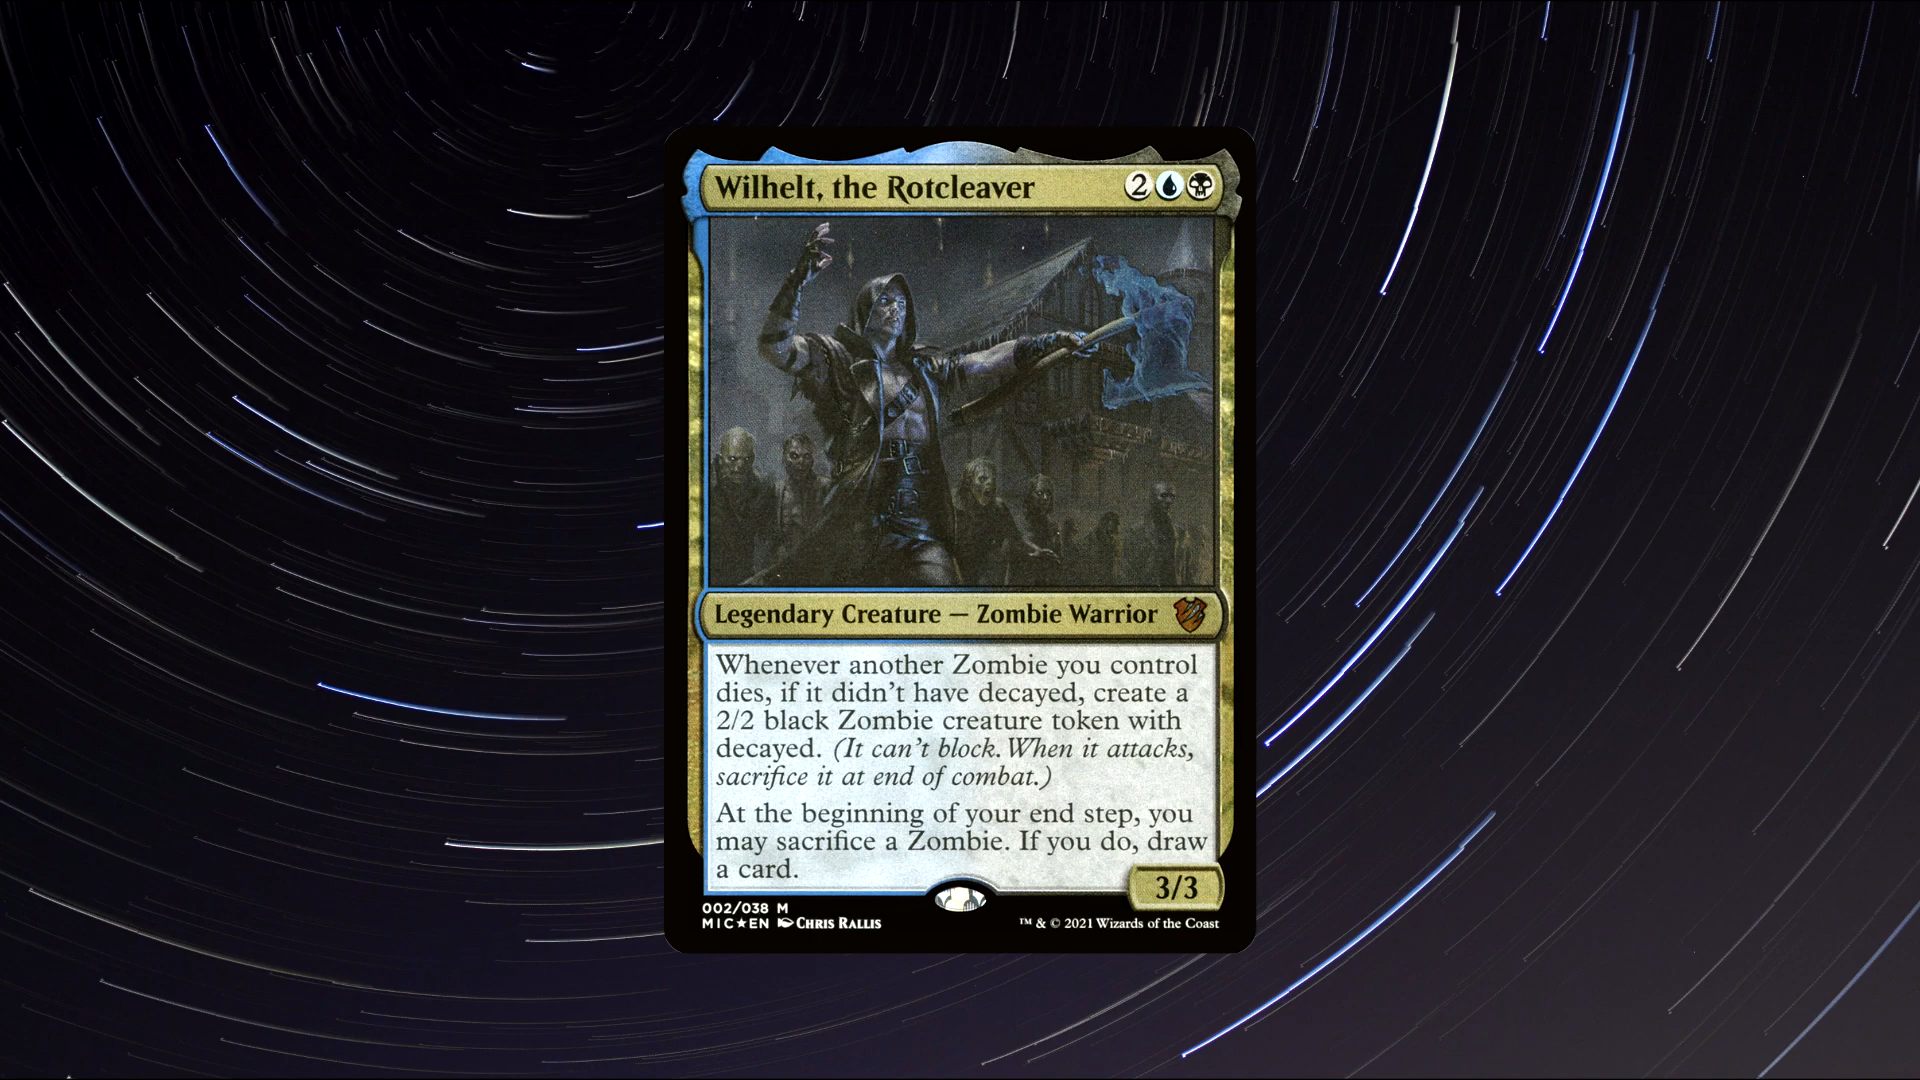 Wilhelt, the Rotcleaver 2
Legendary Creature — Zombie Warrior
Whenever another Zombie you control
dies, if it didn't have decayed, create a
2/2 black Zombie creature token with
decayed. (It can't block. When it attacks,
sacrifice it at end of combat.)
At the beginning of your end step, you
may sacrifice a Zombie. If you do, draw
a card.
3/3
002/038 M
MIC★EN Chris Rallis
™ & © 2021 Wizards of the Coast